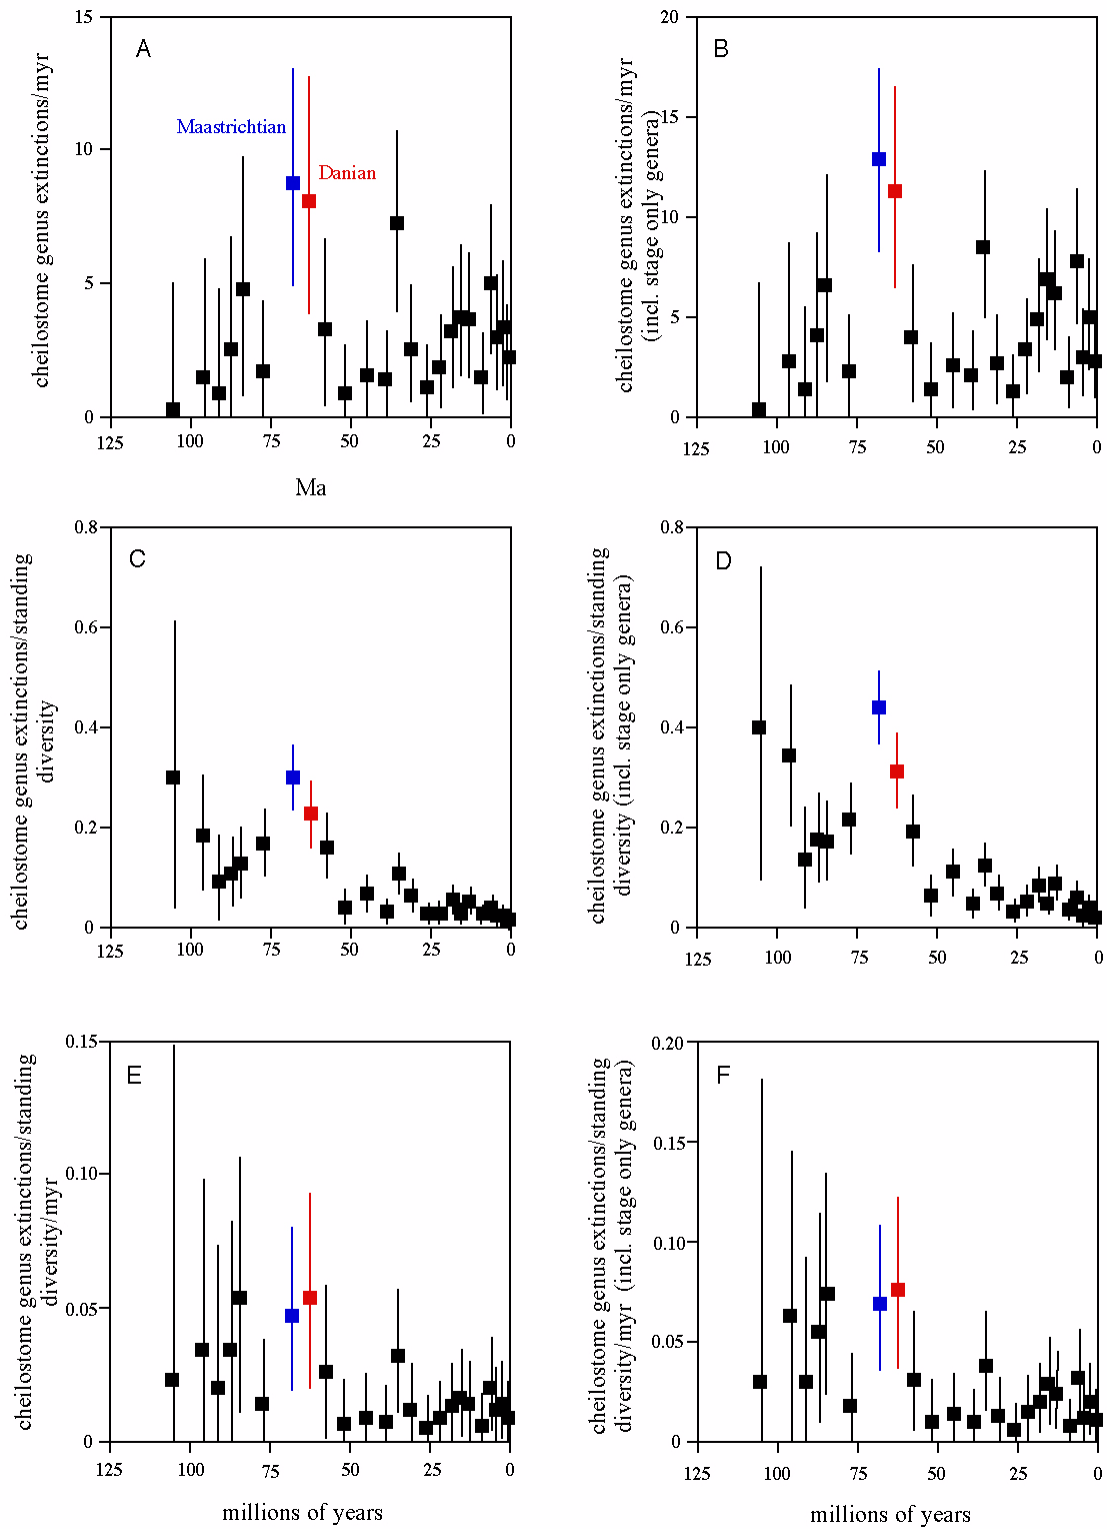 15
A
10
5
0
cheilostome genus extinctions/myr
Maastrichtian
Danian
125 100 75 50 25 0
Ma
20
B
15
10
5
0
cheilostome genus extinctions/myr
(incl. stage only genera)
125 100 75 50 25 0
0.8
C
0.6
0.4
0.2
0
cheilostome genus extinctions/standing
diversity
125 100 75 50 25 0
0.8
D
0.6
0.4
0.2
0
cheilostome genus extinctions/standing
diversity (incl. stage only genera)
125 100 75 50 25 0
0.15
E
0.10
0.05
0
cheilostome genus extinctions/standing
diversity/myr
125 100 75 50 25 0
millions of years
0.20
F
0.15
0.10
0.05
0
cheilostome genus extinctions/standing
diversity/myr (incl. stage only genera)
125 100 75 50 25 0
millions of years